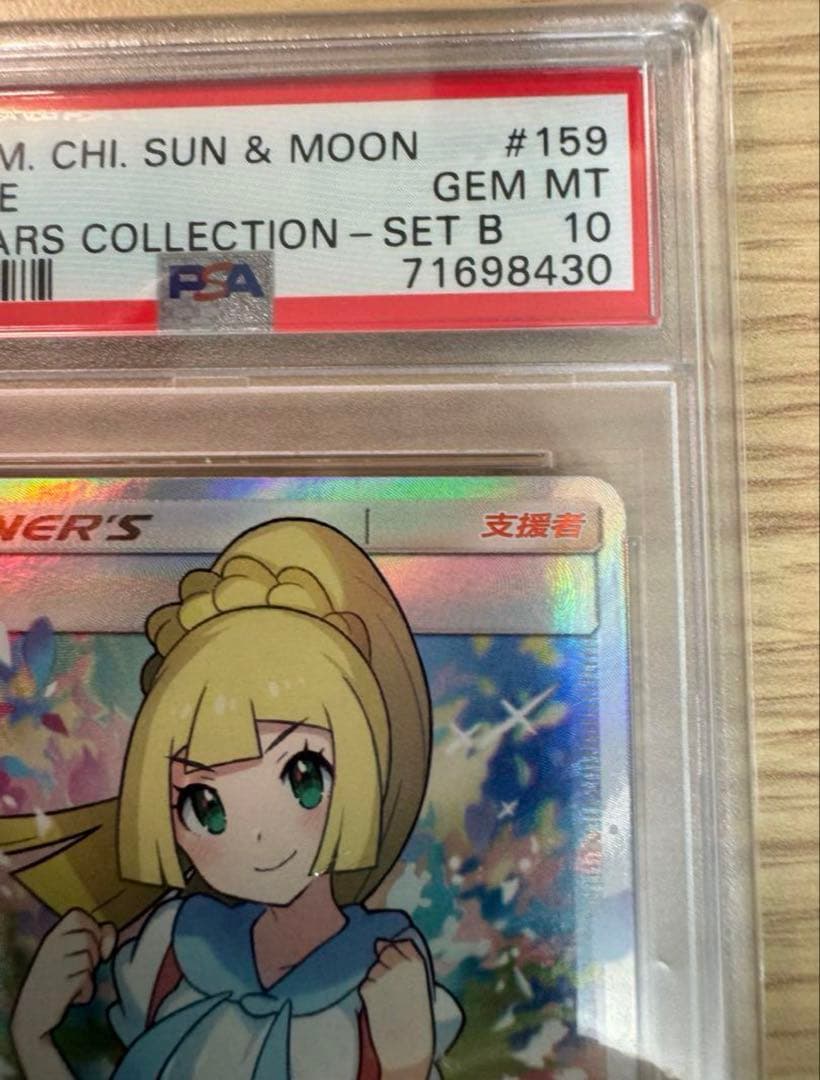 M. CHI. SUN & MOON #159
E GEM MT
ARS COLLECTION – SET B 10
PSA 71698430
NER'S 支援者